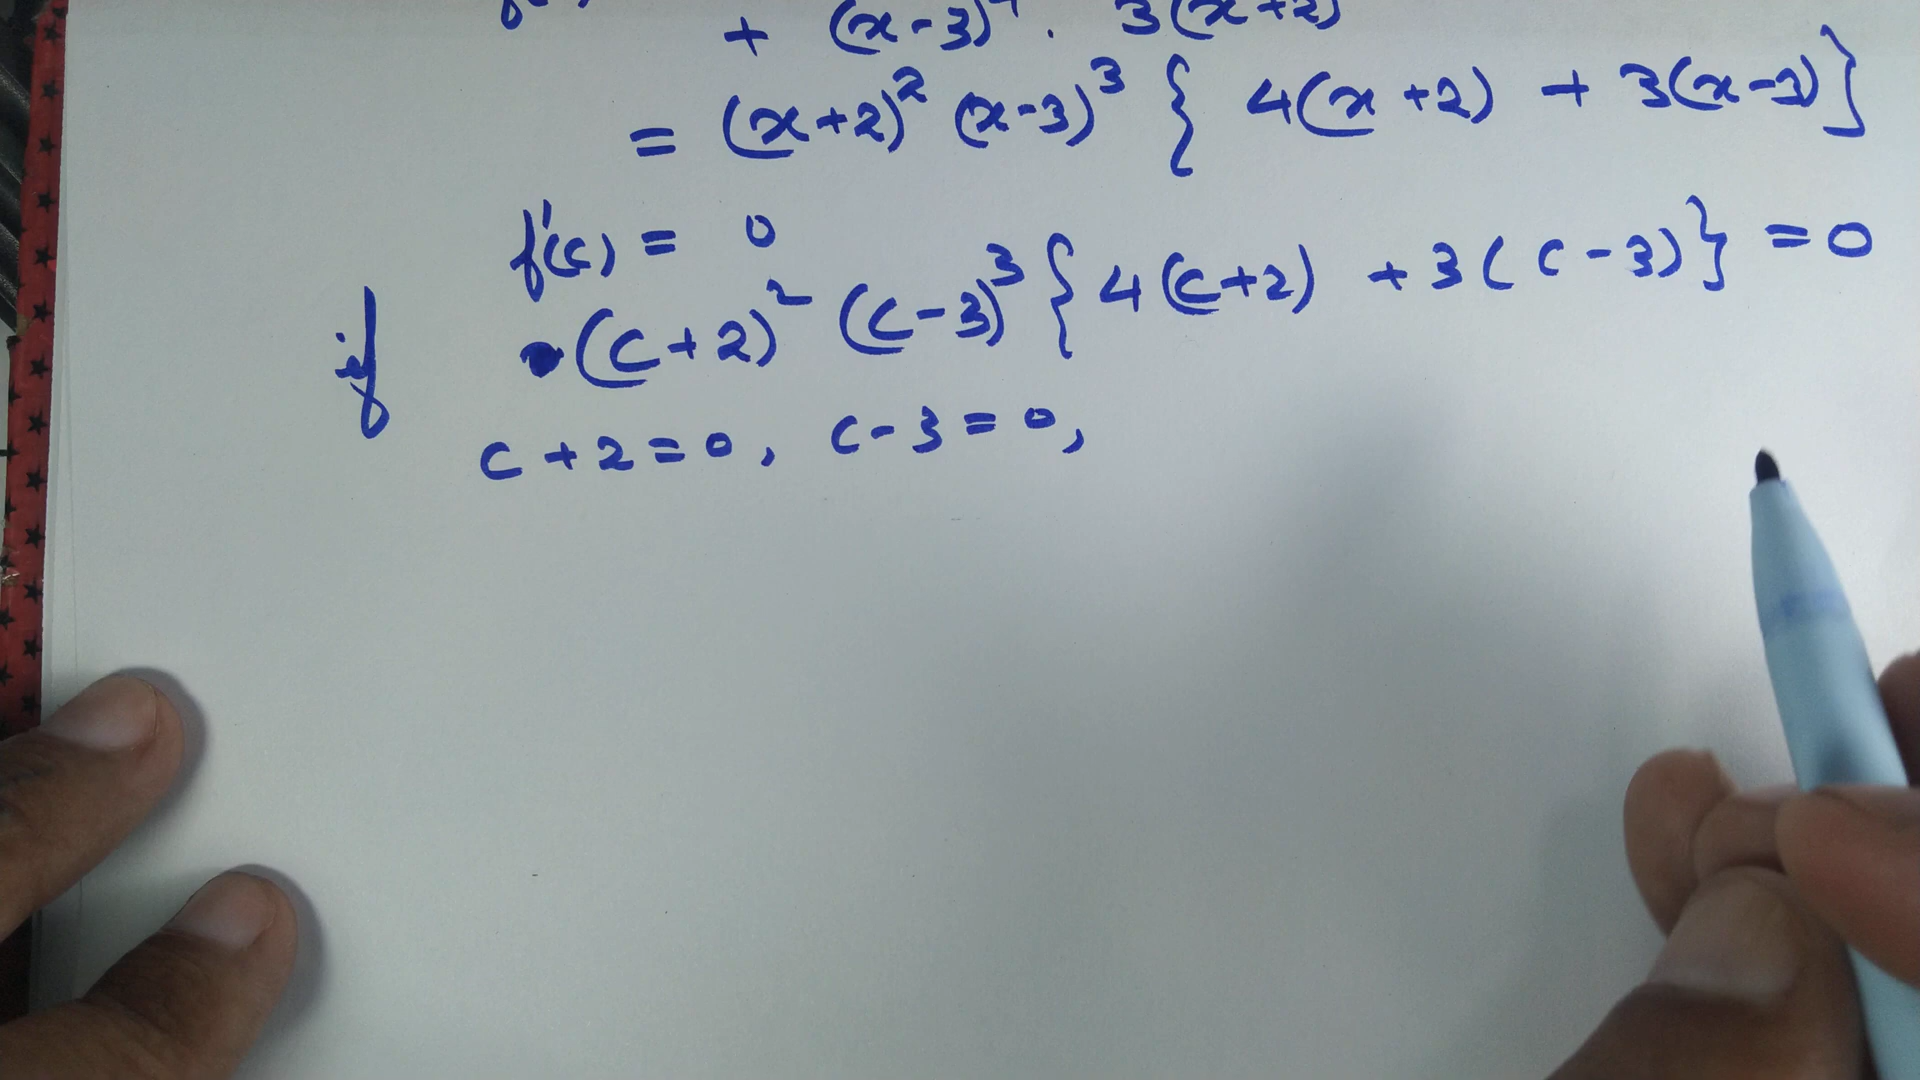 + (x-3)⁴ . 3(x+2)
= (x+2)² (x-3)³ { 4(x+2) + 3(x-3)}
f'(c) = 0
if (c+2)² (c-3)³ {4(c+2) + 3(c-3)} = 0
c+2=0, c-3=0,